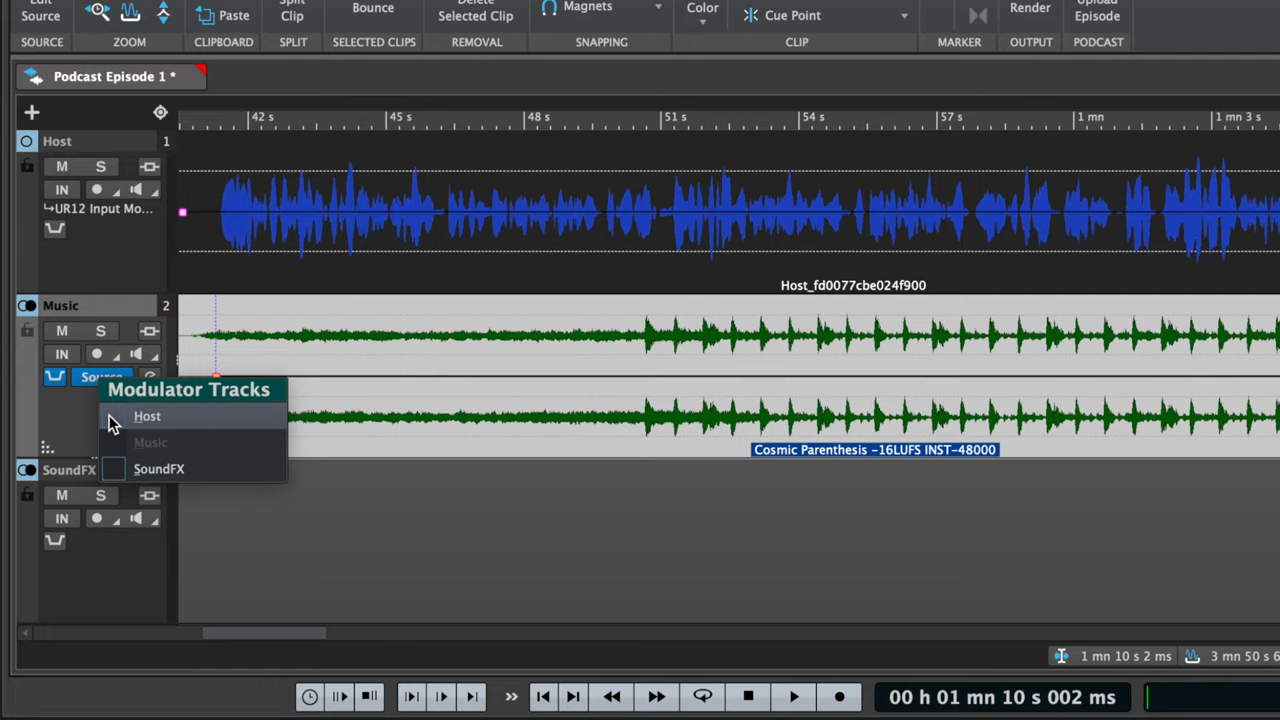 Edit
Source
SOURCE
ZOOM
Paste
CLIPBOARD
Split
Clip
SPLIT
Bounce
SELECTED CLIPS
Delete
Selected Clip
REMOVAL
Magnets
SNAPPING
Color
Cue Point
CLIP
MARKER
Render
OUTPUT
Upload
Episode
PODCAST
Podcast Episode 1 *
42 s
45 s
48 s
51 s
54 s
57 s
1 mn
1 mn 3 s
Host 1
M S
IN
UR12 Input Mo...
Host_fd0077cbe024f900
Music 2
M S
IN
Source
Modulator Tracks
Host
Music
SoundFX
Cosmic Parenthesis -16LUFS INST-48000
SoundFX
M S
IN
1 mn 10 s 2 ms
3 mn 50 s 6
00 h 01 mn 10 s 002 ms